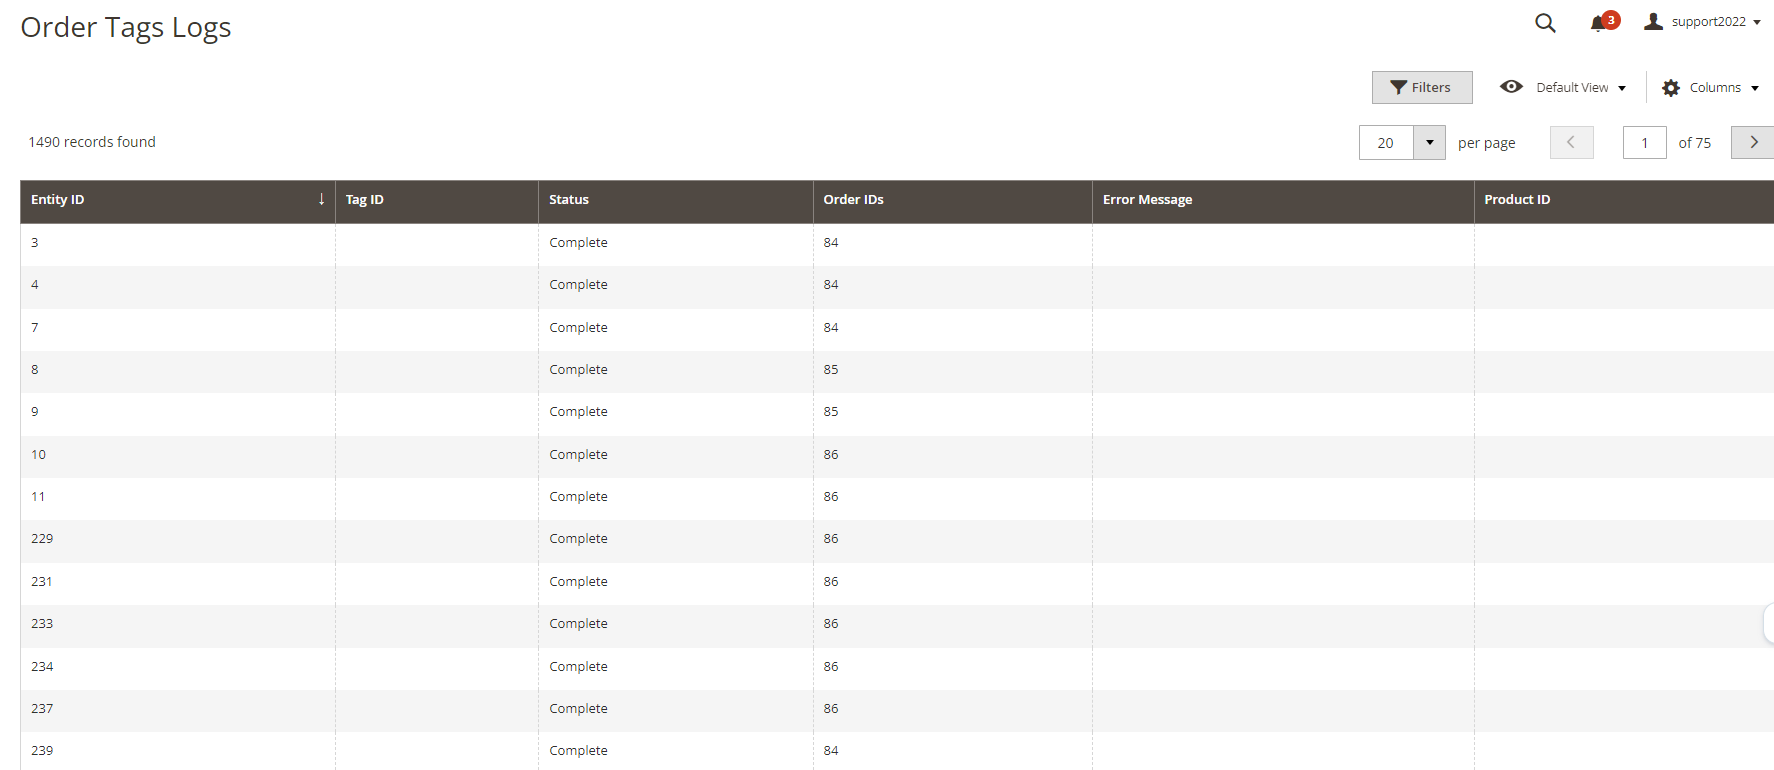 Order Tags Logs
3
support2022
Filters
Default View
Columns
1490 records found
20 per page 1 of 75
Entity ID ↓ Tag ID Status Order IDs Error Message Product ID
3 Complete 84
4 Complete 84
7 Complete 84
8 Complete 85
9 Complete 85
10 Complete 86
11 Complete 86
229 Complete 86
231 Complete 86
233 Complete 86
234 Complete 86
237 Complete 86
239 Complete 84